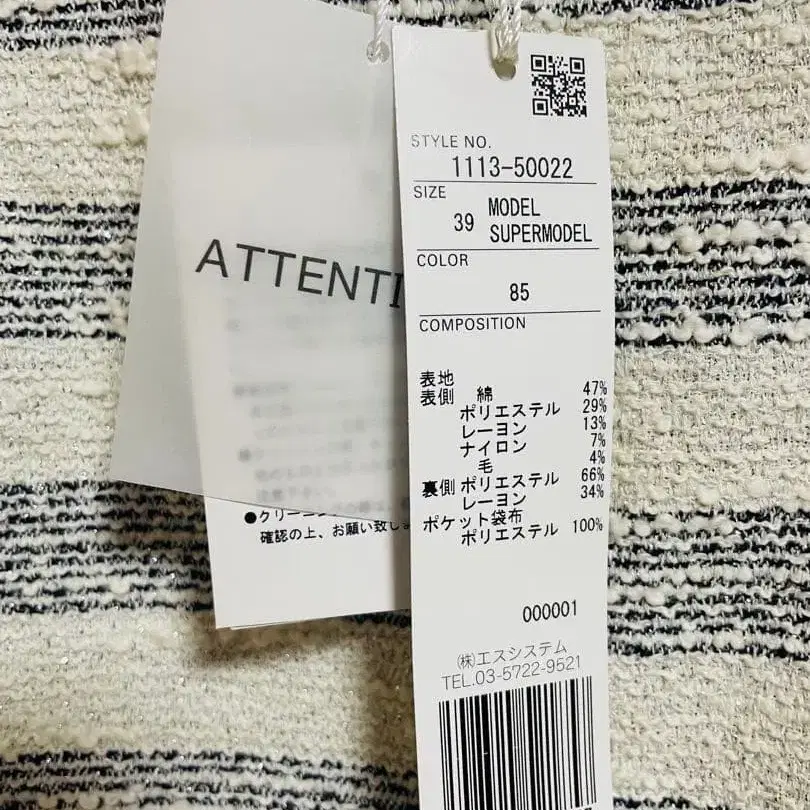 ATTENTI
●クリーニン
確認の上、お願い致しま
STYLE NO.
1113-50022
SIZE
39 MODEL
SUPERMODEL
COLOR
85
COMPOSITION
表地
表側 綿 47%
ポリエステル 29%
レーヨン 13%
ナイロン 7%
毛 4%
裏側 ポリエステル 66%
レーヨン 34%
ポケット袋布
ポリエステル 100%
000001
㈱エスシステム
TEL.03-5722-9521